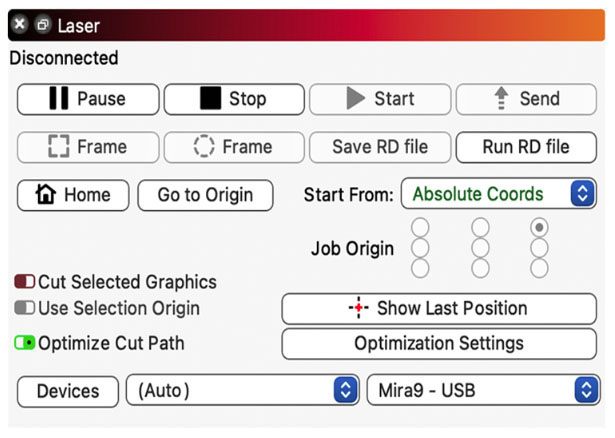 Laser
Disconnected
Pause Stop Start Send
Frame Frame Save RD file Run RD file
Home Go to Origin Start From: Absolute Coords
Job Origin
Cut Selected Graphics
Use Selection Origin Show Last Position
Optimize Cut Path Optimization Settings
Devices (Auto) Mira9 - USB